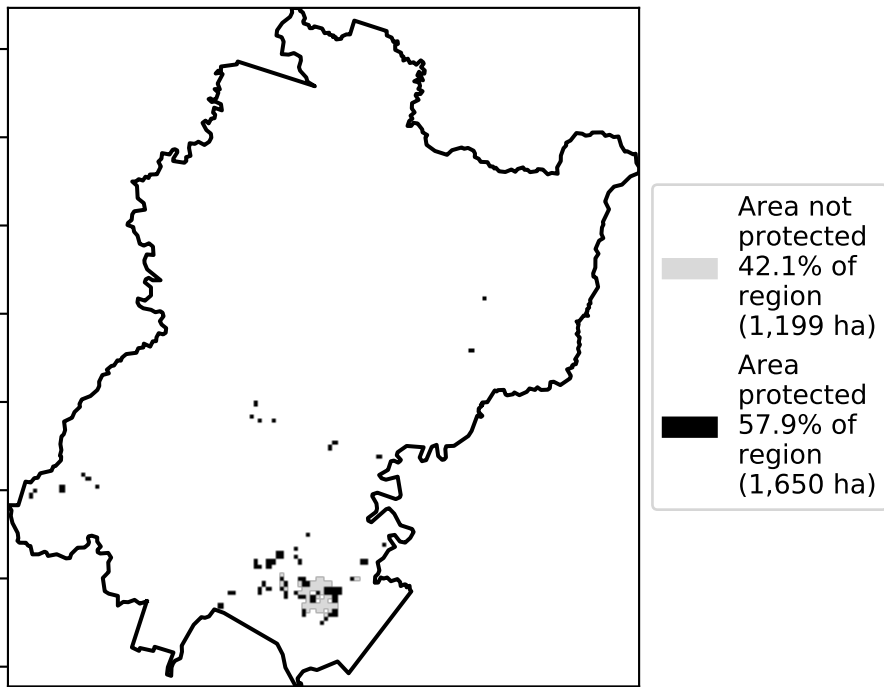 Area not
protected
42.1% of
region
(1,199 ha)
Area
protected
57.9% of
region
(1,650 ha)